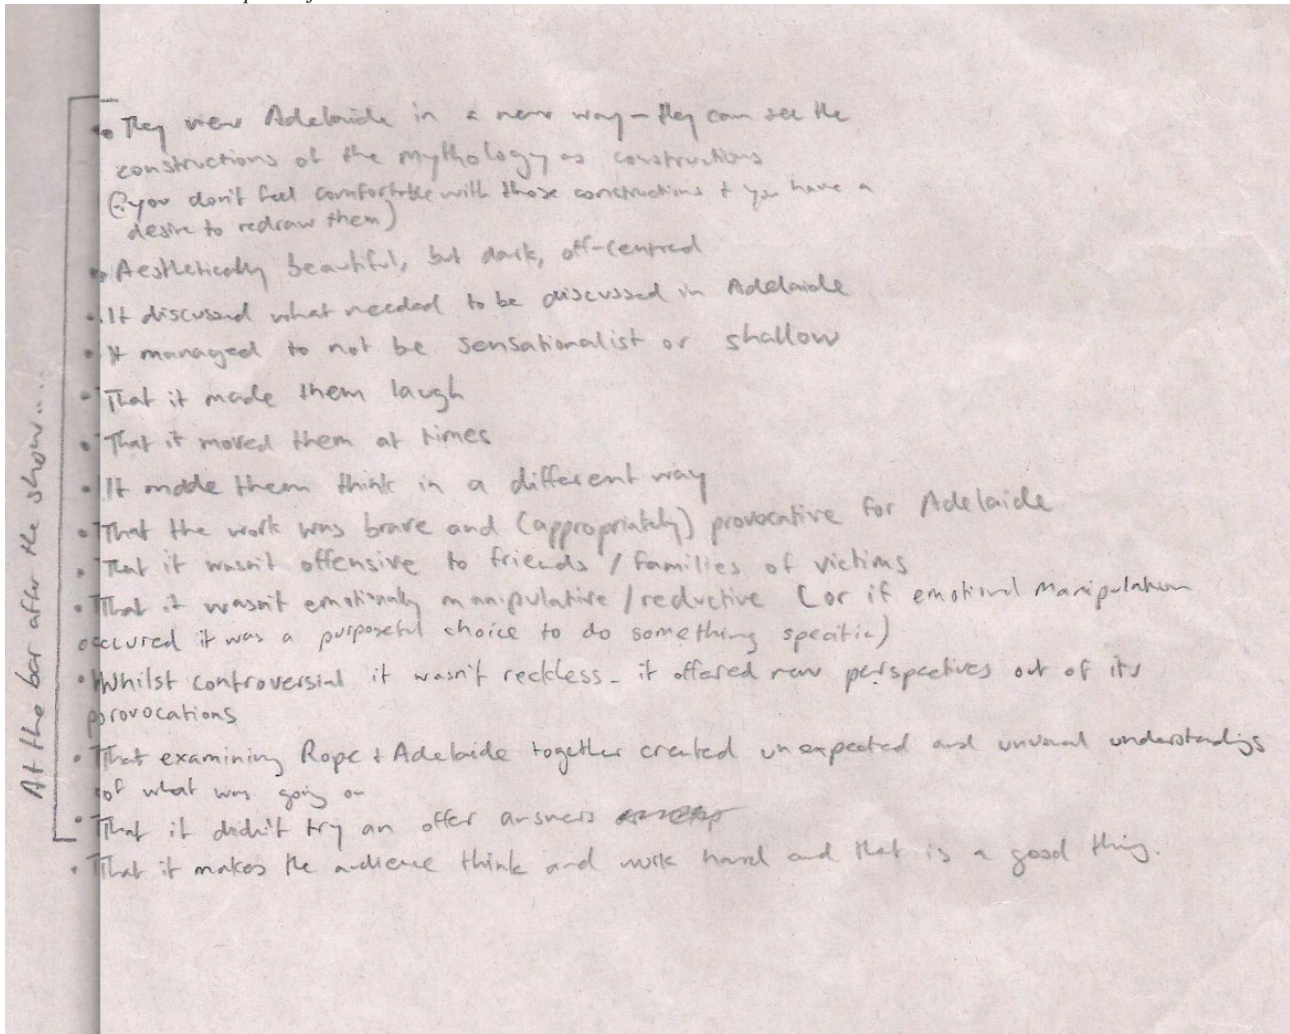 At the bar after the show...
• They view Adelaide in a new way - they can see the
constructions of the mythology as constructions
(? you don't feel comfortable with those constructions + you have a
desire to redraw them)
• Aesthetically beautiful, but dark, off-centred
• It discussed what needed to be discussed in Adelaide
• It managed to not be sensationalist or shallow
• That it made them laugh
• That it moved them at times
• It made them think in a different way
• That the work was brave and (appropriately) provocative for Adelaide
• That it wasn't offensive to friends / families of victims
• That it wasn't emotionally manipulative / reductive (or if emotional manipulation
occured it was a purposeful choice to do something specific)
• Whilst controversial it wasn't reckless - it offered new perspectives out of its
provocations
• That examining Rope + Adelaide together created unexpected and unusual understandings
of what was going on
• That it didn't try an offer answers
• That it makes the audience think and work hard and that is a good thing.